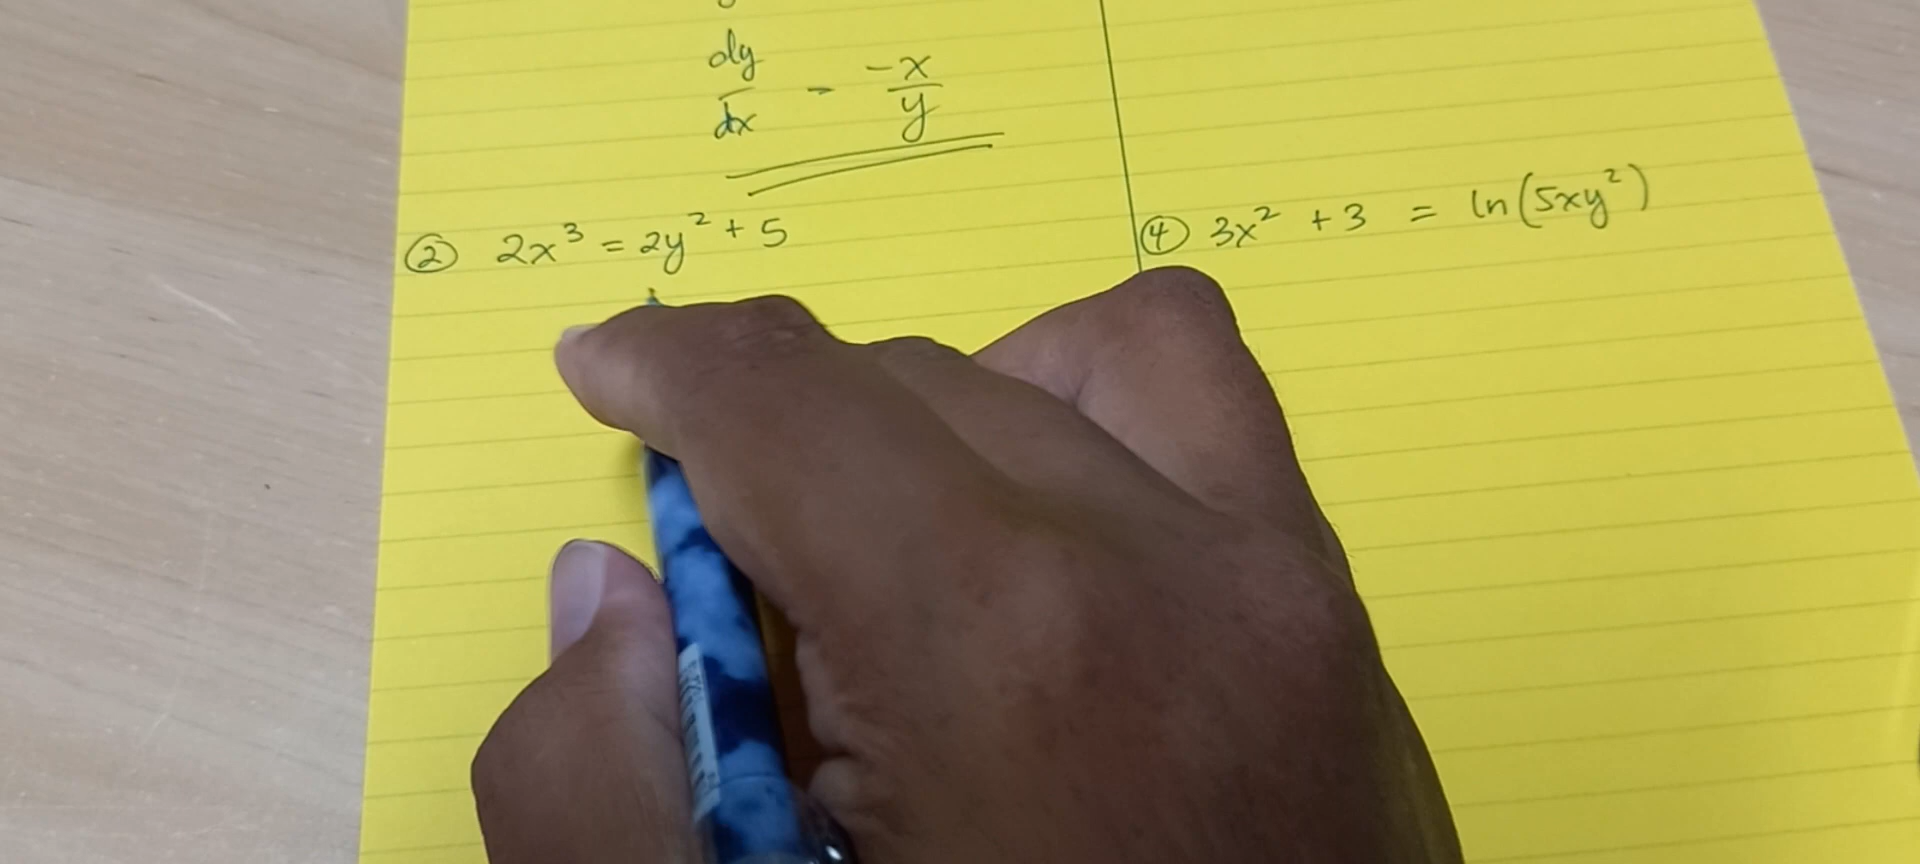 dy/dx = -x/y
② 2x³ = 2y² + 5
④ 3x² + 3 = ln(5xy²)